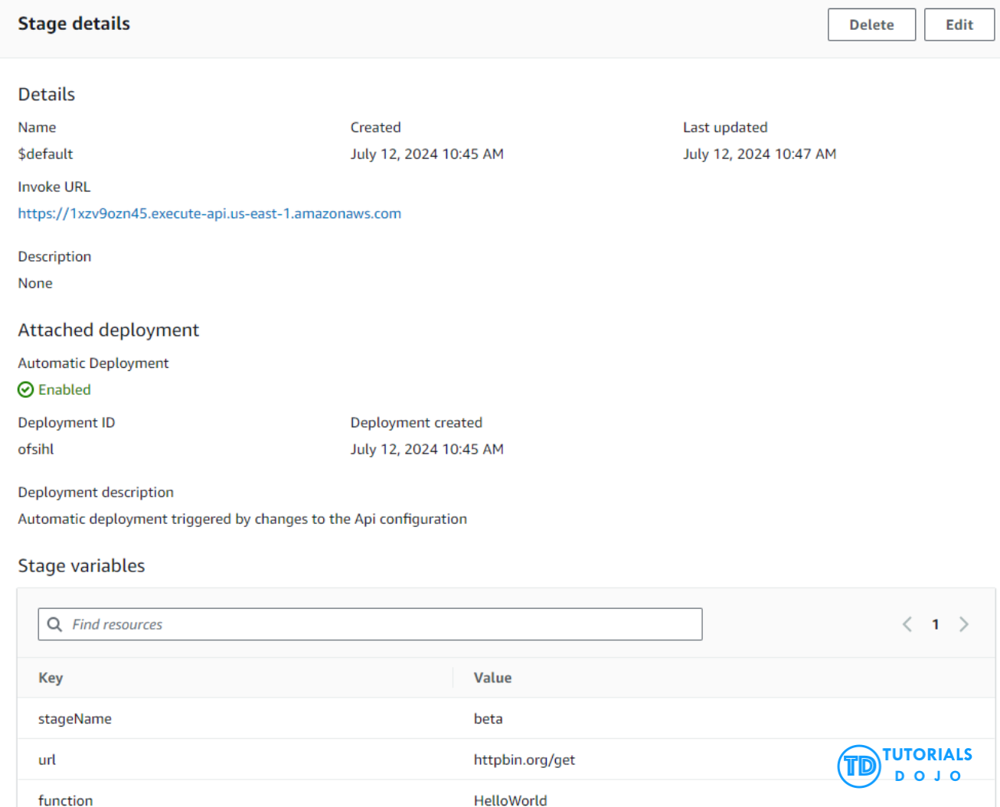 Stage details
Delete
Edit
Details
Name
Created
Last updated
$default
July 12, 2024 10:45 AM
July 12, 2024 10:47 AM
Invoke URL
https://1xzv9ozn45.execute-api.us-east-1.amazonaws.com
Description
None
Attached deployment
Automatic Deployment
Enabled
Deployment ID
Deployment created
ofsihl
July 12, 2024 10:45 AM
Deployment description
Automatic deployment triggered by changes to the Api configuration
Stage variables
Find resources
1
Key
Value
stageName
beta
url
httpbin.org/get
function
HelloWorld
TD
TUTORIALS
DOJO